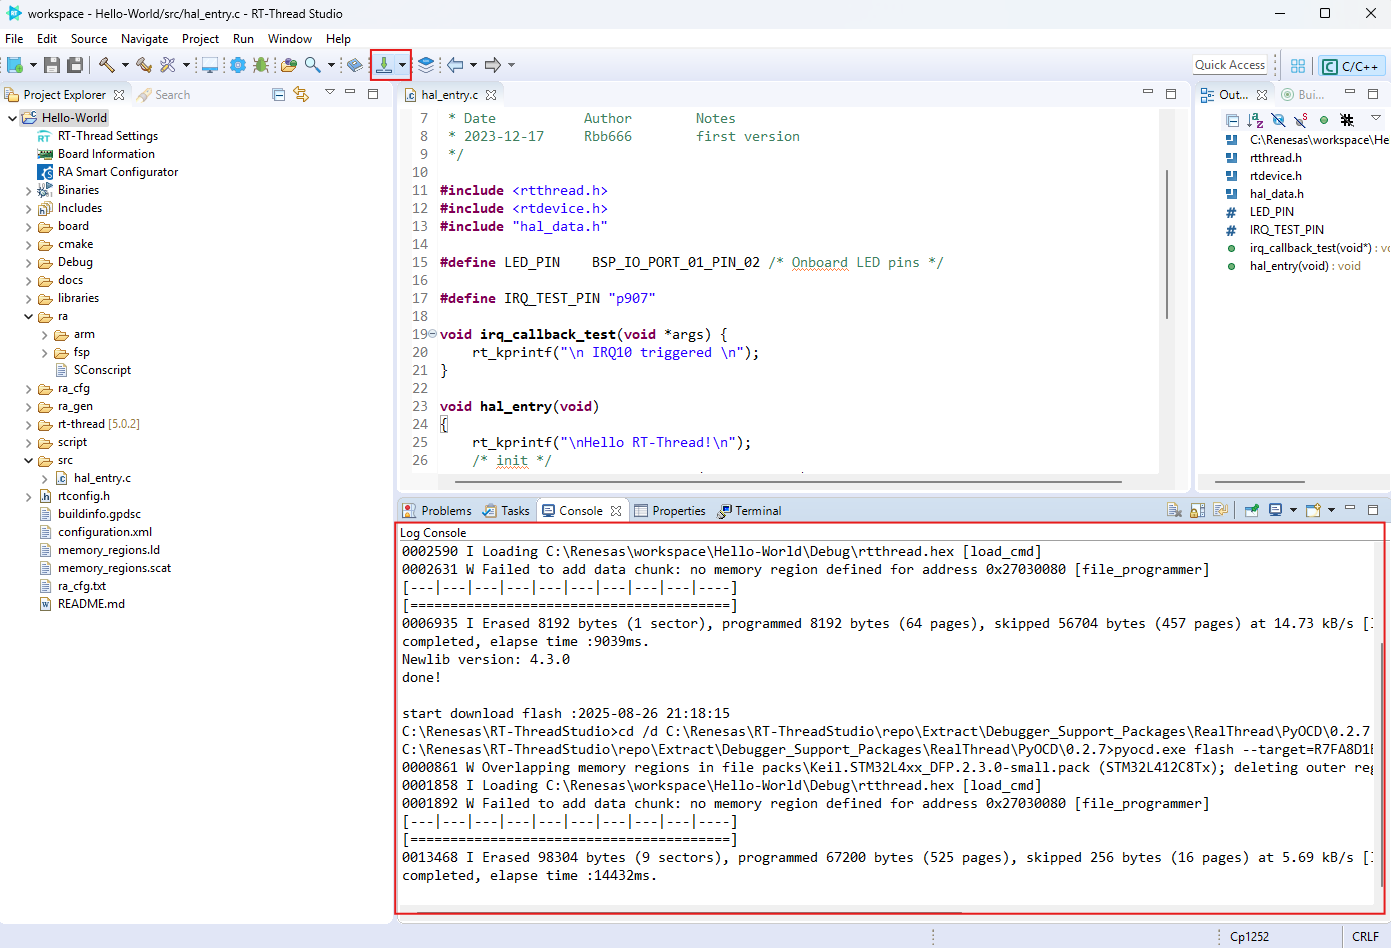 workspace - Hello-World/src/hal_entry.c - RT-Thread Studio
File Edit Source Navigate Project Run Window Help
Quick Access
C/C++
Project Explorer
Search
Hello-World
RT-Thread Settings
Board Information
RA Smart Configurator
Binaries
Includes
board
cmake
Debug
docs
libraries
ra
arm
fsp
SConscript
ra_cfg
ra_gen
rt-thread [5.0.2]
script
src
hal_entry.c
rtconfig.h
buildinfo.gpdsc
configuration.xml
memory_regions.ld
memory_regions.scat
ra_cfg.txt
README.md
hal_entry.c
7 * Date Author Notes
8 * 2023-12-17 Rbb666 first version
9 */
10
11 #include <rtthread.h>
12 #include <rtdevice.h>
13 #include "hal_data.h"
14
15 #define LED_PIN BSP_IO_PORT_01_PIN_02 /* Onboard LED pins */
16
17 #define IRQ_TEST_PIN "p907"
18
19 void irq_callback_test(void *args) {
20 rt_kprintf("\n IRQ10 triggered \n");
21 }
22
23 void hal_entry(void)
24 {
25 rt_kprintf("\nHello RT-Thread!\n");
26 /* init */
Out...
Bui...
C:\Renesas\workspace\He
rtthread.h
rtdevice.h
hal_data.h
LED_PIN
IRQ_TEST_PIN
irq_callback_test(void*) : vo
hal_entry(void) : void
Problems Tasks Console Properties Terminal
Log Console
0002590 I Loading C:\Renesas\workspace\Hello-World\Debug\rtthread.hex [load_cmd]
0002631 W Failed to add data chunk: no memory region defined for address 0x27030080 [file_programmer]
[---|---|---|---|---|---|---|---|---|----]
[========================================]
0006935 I Erased 8192 bytes (1 sector), programmed 8192 bytes (64 pages), skipped 56704 bytes (457 pages) at 14.73 kB/s [l
completed, elapse time :9039ms.
Newlib version: 4.3.0
done!
start download flash :2025-08-26 21:18:15
C:\Renesas\RT-ThreadStudio>cd /d C:\Renesas\RT-ThreadStudio\repo\Extract\Debugger_Support_Packages\RealThread\PyOCD\0.2.7
C:\Renesas\RT-ThreadStudio\repo\Extract\Debugger_Support_Packages\RealThread\PyOCD\0.2.7>pyocd.exe flash --target=R7FA8D1B
0000861 W Overlapping memory regions in file packs\Keil.STM32L4xx_DFP.2.3.0-small.pack (STM32L412C8Tx); deleting outer reg
0001858 I Loading C:\Renesas\workspace\Hello-World\Debug\rtthread.hex [load_cmd]
0001892 W Failed to add data chunk: no memory region defined for address 0x27030080 [file_programmer]
[---|---|---|---|---|---|---|---|---|----]
[========================================]
0013468 I Erased 98304 bytes (9 sectors), programmed 67200 bytes (525 pages), skipped 256 bytes (16 pages) at 5.69 kB/s [l
completed, elapse time :14432ms.
Cp1252
CRLF